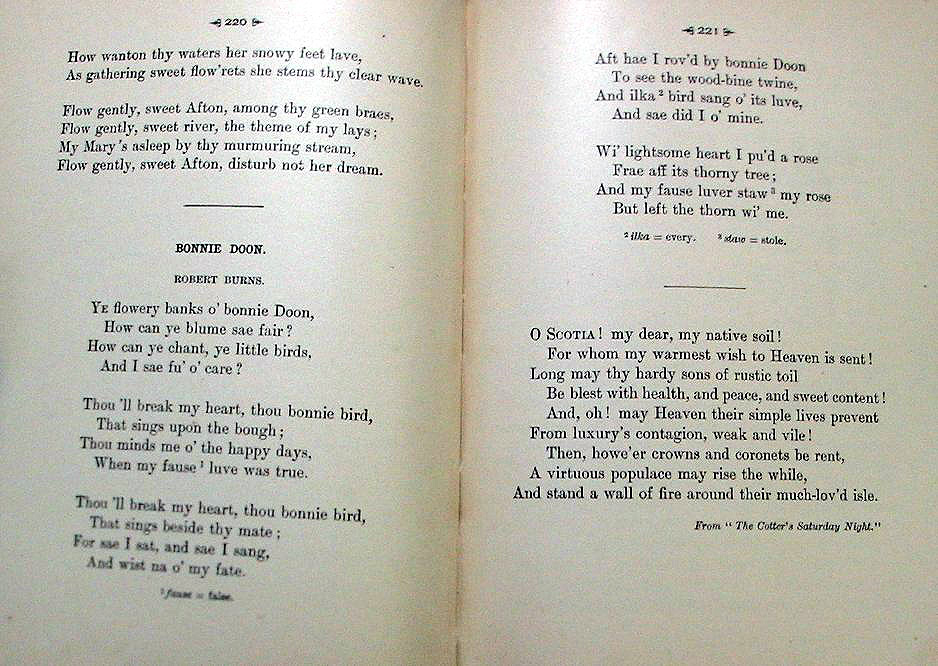 220
How wanton thy waters her snowy feet lave,
As gathering sweet flow'rets she stems thy clear wave.
Flow gently, sweet Afton, among thy green braes,
Flow gently, sweet river, the theme of my lays;
My Mary's asleep by thy murmuring stream,
Flow gently, sweet Afton, disturb not her dream.
BONNIE DOON.
ROBERT BURNS.
YE flowery banks o' bonnie Doon,
How can ye blume sae fair?
How can ye chant, ye little birds,
And I sae fu' o' care?
Thou 'll break my heart, thou bonnie bird,
That sings upon the bough;
Thou minds me o' the happy days,
When my fause¹ luve was true.
Thou 'll break my heart, thou bonnie bird,
That sings beside thy mate;
For sae I sat, and sae I sang,
And wist na o' my fate.
¹ fause = false.
221
Aft hae I rov'd by bonnie Doon
To see the wood-bine twine,
And ilka² bird sang o' its luve,
And sae did I o' mine.
Wi' lightsome heart I pu'd a rose
Frae aff its thorny tree;
And my fause luver staw³ my rose
But left the thorn wi' me.
² ilka = every. ³ staw = stole.
O SCOTIA! my dear, my native soil!
For whom my warmest wish to Heaven is sent!
Long may thy hardy sons of rustic toil
Be blest with health, and peace, and sweet content!
And, oh! may Heaven their simple lives prevent
From luxury's contagion, weak and vile!
Then, howe'er crowns and coronets be rent,
A virtuous populace may rise the while,
And stand a wall of fire around their much-lov'd isle.
From "The Cotter's Saturday Night."